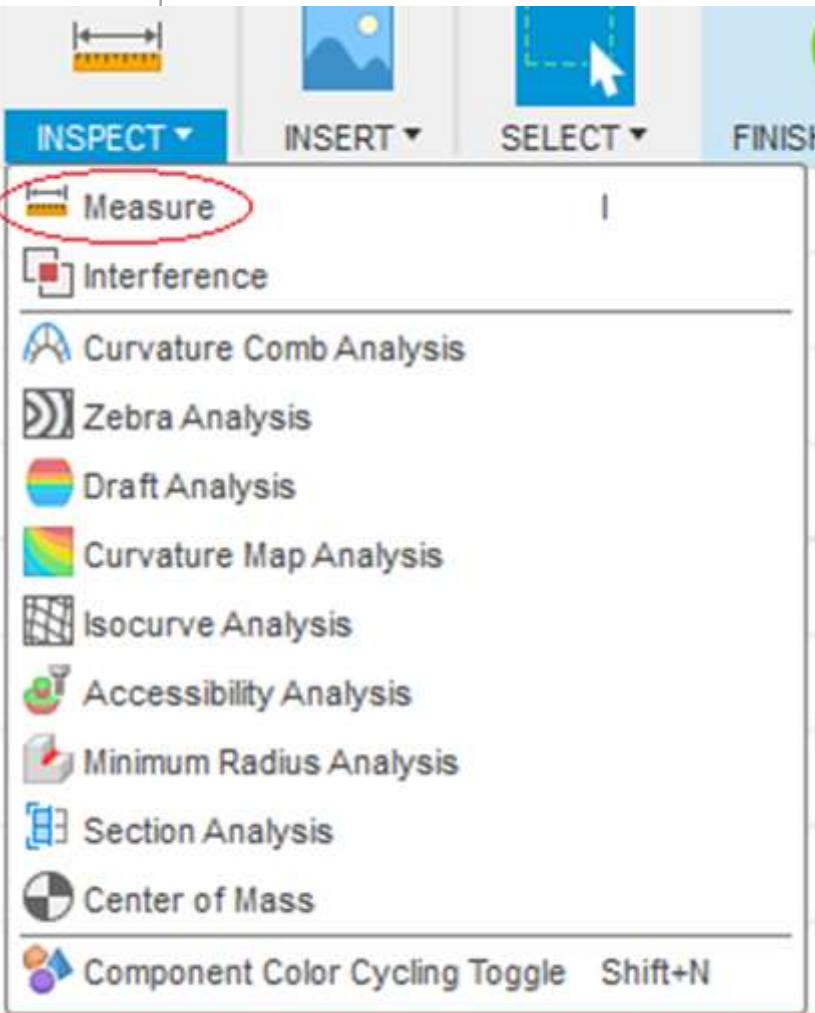 INSPECT INSERT SELECT FINISH
Measure I
Interference
Curvature Comb Analysis
Zebra Analysis
Draft Analysis
Curvature Map Analysis
Isocurve Analysis
Accessibility Analysis
Minimum Radius Analysis
Section Analysis
Center of Mass
Component Color Cycling Toggle Shift+N